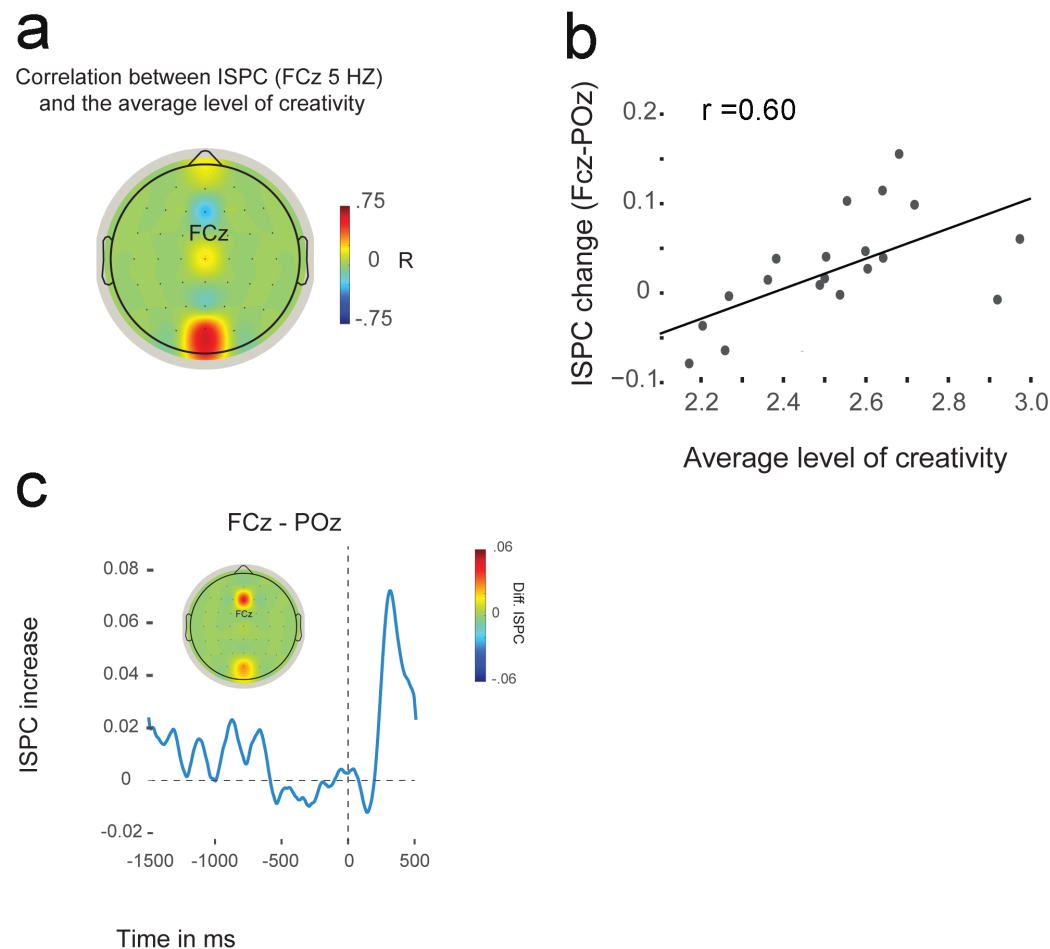 a
Correlation between ISPC (FCz 5 HZ)
and the average level of creativity
FCz
.75
0
R
-.75
b
ISPC change (Fcz-POz)
r =0.60
0.2
0.1
0
−0.1
2.2 2.4 2.6 2.8 3.0
Average level of creativity
c
FCz - POz
ISPC increase
0.08
0.06
0.04
0.02
0
-0.02
FCz
.06
0
-.06
Diff. ISPC
-1500 -1000 -500 0 500
Time in ms